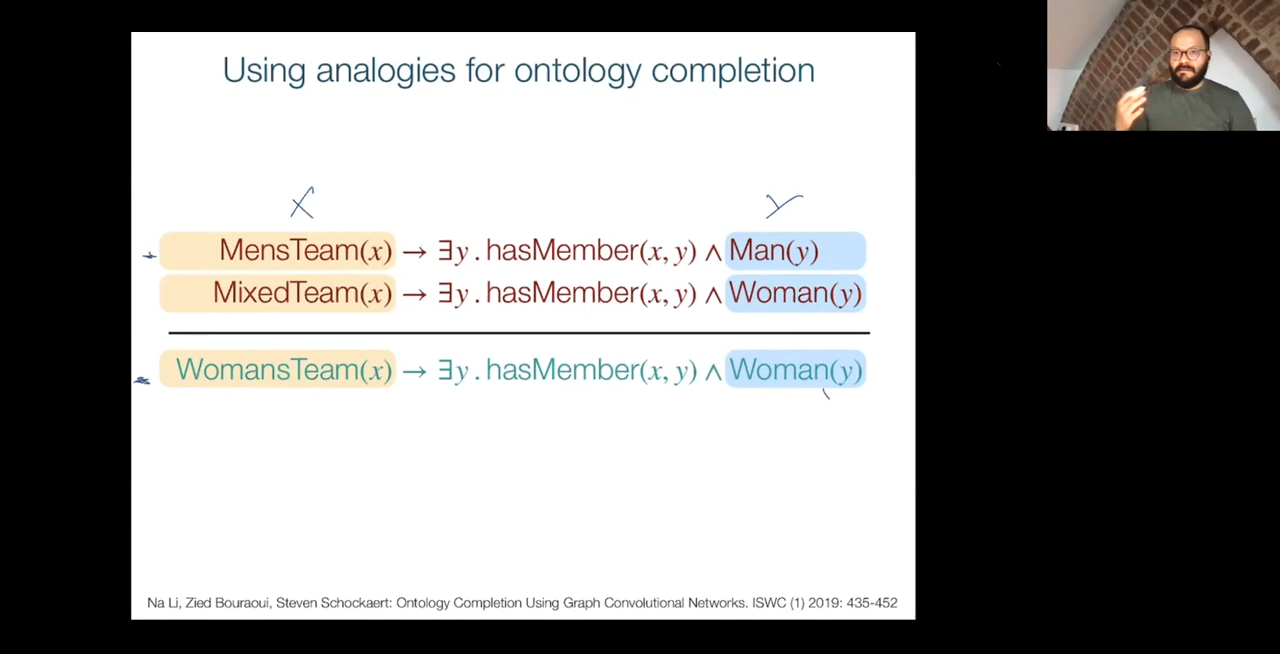 Using analogies for ontology completion
X Y
MensTeam(x) → ∃y . hasMember(x, y) ∧ Man(y)
MixedTeam(x) → ∃y . hasMember(x, y) ∧ Woman(y)
WomansTeam(x) → ∃y . hasMember(x, y) ∧ Woman(y)
Na Li, Zied Bouraoui, Steven Schockaert: Ontology Completion Using Graph Convolutional Networks. ISWC (1) 2019: 435-452